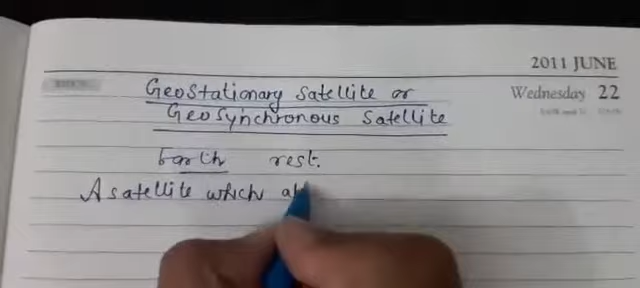 2011 JUNE
Wednesday 22
GeoStationary Satellite or
GeoSynchronous Satellite
Earth rest.
A satellite which